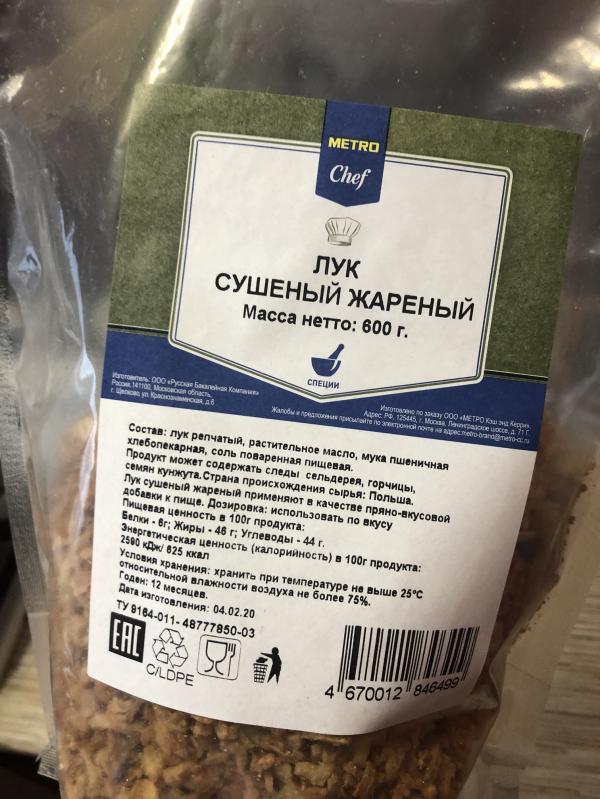 METRO
Chef
ЛУК
СУШЕНЫЙ ЖАРЕНЫЙ
Масса нетто: 600 г.
СПЕЦИИ
Изготовитель: ООО «Русская Бакалейная Компания»
Россия,141100, Московская область,
г. Щелково, ул. Краснознаменская, д.6
Изготовлено по заказу ООО «МЕТРО Кэш энд Керри»
Адрес: РФ, 125445, г. Москва, Ленинградское шоссе, д. 71 Г
Жалобы и предложения присылайте по электронной почте на адрес:metro-brand@metro-cc.ru
Состав: лук репчатый, растительное масло, мука пшеничная
хлебопекарная, соль поваренная пищевая.
Продукт может содержать следы сельдерея, горчицы,
семян кунжута.Страна происхождения сырья: Польша.
Лук сушеный жареный применяют в качестве пряно-вкусовой
добавки к пище. Дозировка: использовать по вкусу
Пищевая ценность в 100г продукта:
Белки - 6г; Жиры - 46 г; Углеводы - 44 г.
Энергетическая ценность (калорийность) в 100г продукта:
2590 кДж/ 625 ккал
Условия хранения: хранить при температуре не выше 25°С
относительной влажности воздуха не более 75%.
Годен: 12 месяцев.
Дата изготовления: 04.02.20
ТУ 9164-011- 48777850-03
EAC
C/LDPE
4 670012 846499